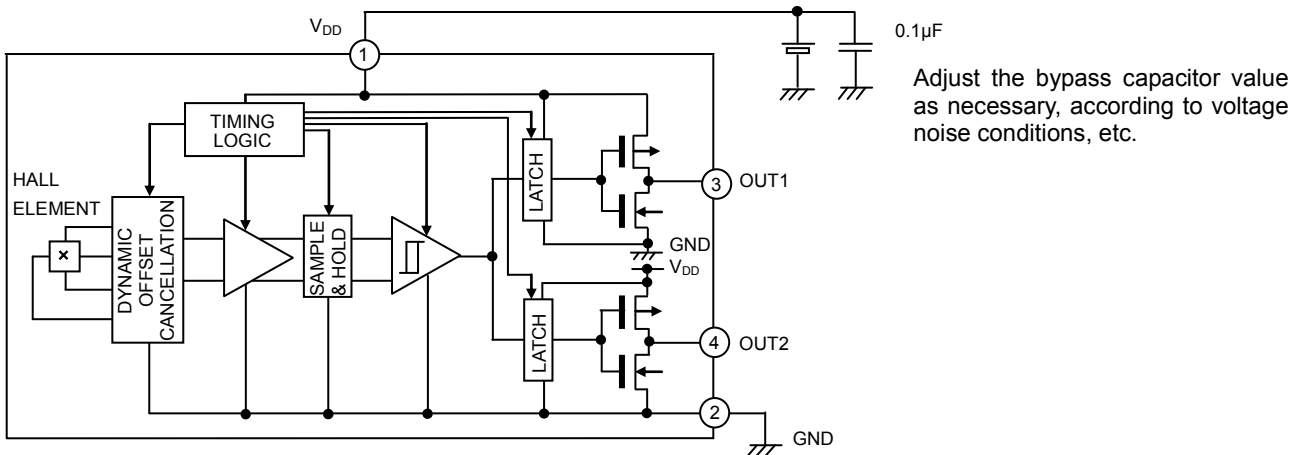 VDD
0.1µF
1
Adjust the bypass capacitor value
as necessary, according to voltage
noise conditions, etc.
TIMING
LOGIC
HALL
ELEMENT
DYNAMIC
OFFSET
CANCELLATION
×
SAMPLE
& HOLD
LATCH
3
OUT1
GND
VDD
LATCH
4
OUT2
2
GND